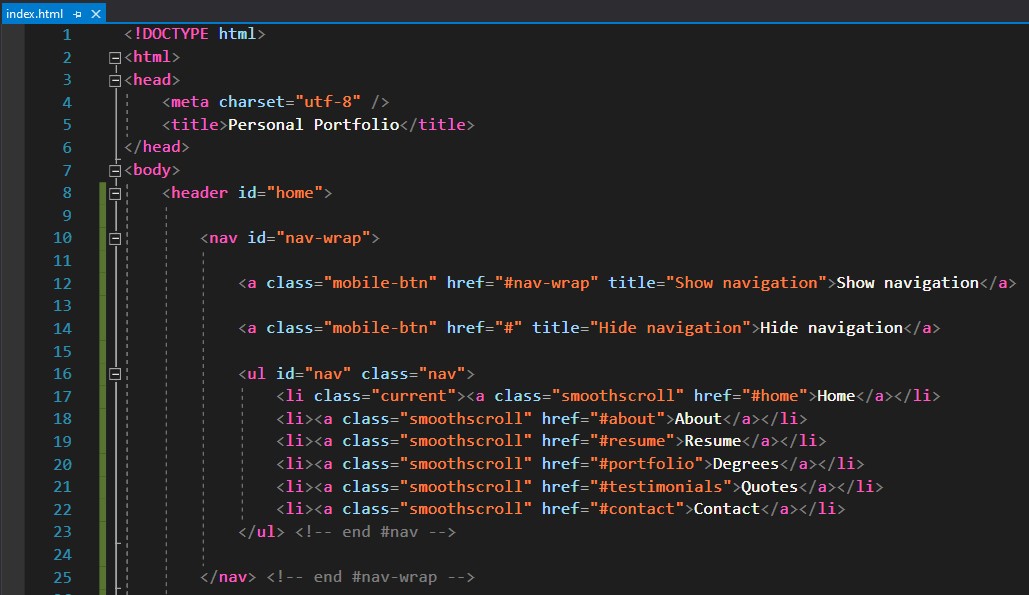 index.html
1 <!DOCTYPE html>
2 <html>
3 <head>
4 <meta charset="utf-8" />
5 <title>Personal Portfolio</title>
6 </head>
7 <body>
8 <header id="home">
9
10 <nav id="nav-wrap">
11
12 <a class="mobile-btn" href="#nav-wrap" title="Show navigation">Show navigation</a>
13
14 <a class="mobile-btn" href="#" title="Hide navigation">Hide navigation</a>
15
16 <ul id="nav" class="nav">
17 <li class="current"><a class="smoothscroll" href="#home">Home</a></li>
18 <li><a class="smoothscroll" href="#about">About</a></li>
19 <li><a class="smoothscroll" href="#resume">Resume</a></li>
20 <li><a class="smoothscroll" href="#portfolio">Degrees</a></li>
21 <li><a class="smoothscroll" href="#testimonials">Quotes</a></li>
22 <li><a class="smoothscroll" href="#contact">Contact</a></li>
23 </ul> <!-- end #nav -->
24
25 </nav> <!-- end #nav-wrap -->